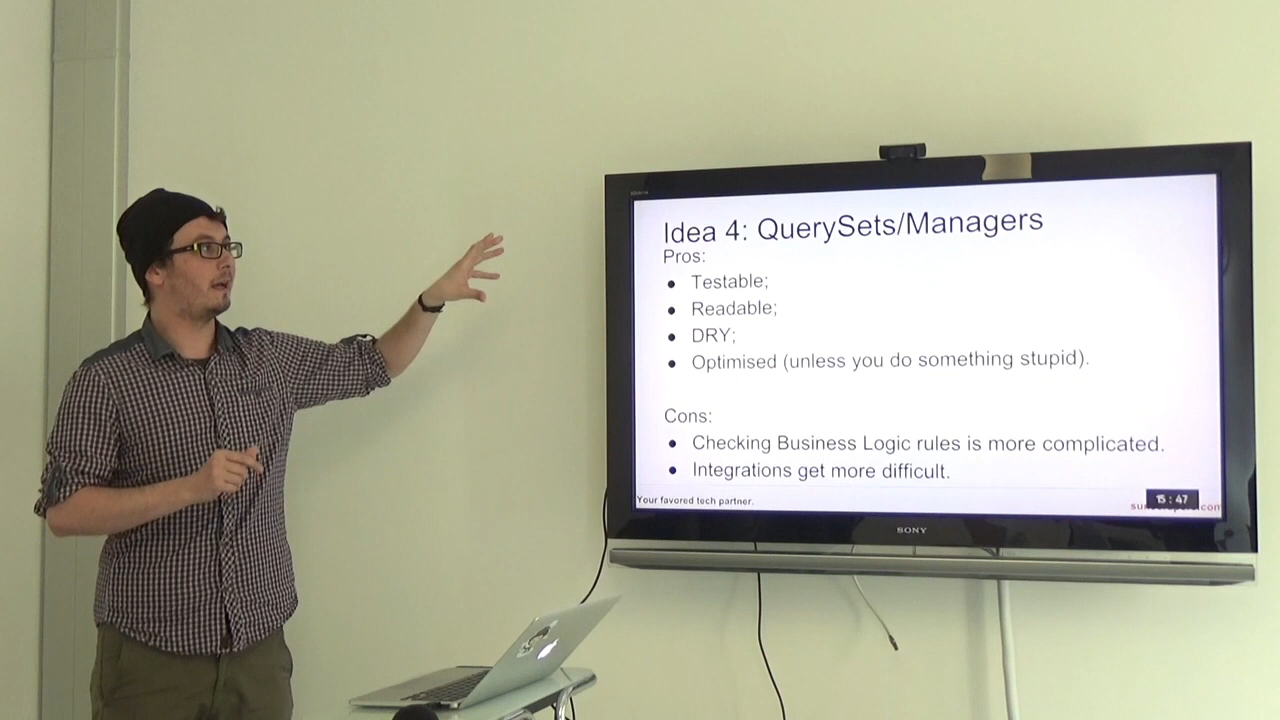 Idea 4: QuerySets/Managers
Pros:
● Testable;
● Readable;
● DRY;
● Optimised (unless you do something stupid).
Cons:
● Checking Business Logic rules is more complicated.
● Integrations get more difficult.
Your favored tech partner.
15 : 47
SONY